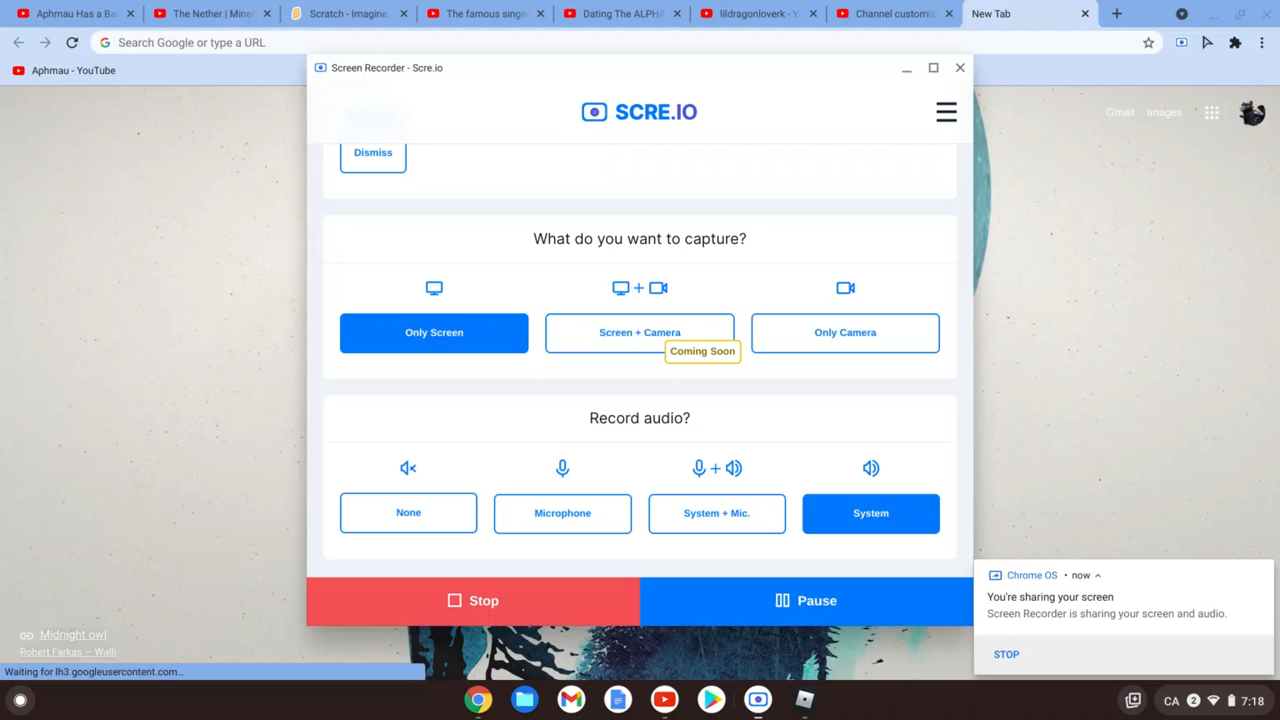 Aphmau Has a Ba
The Nether | Mine
Scratch - Imagine,
The famous singe
Dating The ALPHA
lildragonlverk - Y
Channel customiz
New Tab
Search Google or type a URL
Aphmau - YouTube
Screen Recorder - Scre.io
SCRE.IO
Gmail Images
Dismiss
What do you want to capture?
Only Screen
Screen + Camera
Only Camera
Coming Soon
Record audio?
None
Microphone
System + Mic.
System
Stop
Pause
Chrome OS • now
You're sharing your screen
Screen Recorder is sharing your screen and audio.
STOP
Midnight owl
Robert Farkas – Walli
Waiting for lh3.googleusercontent.com...
CA 2 7:18